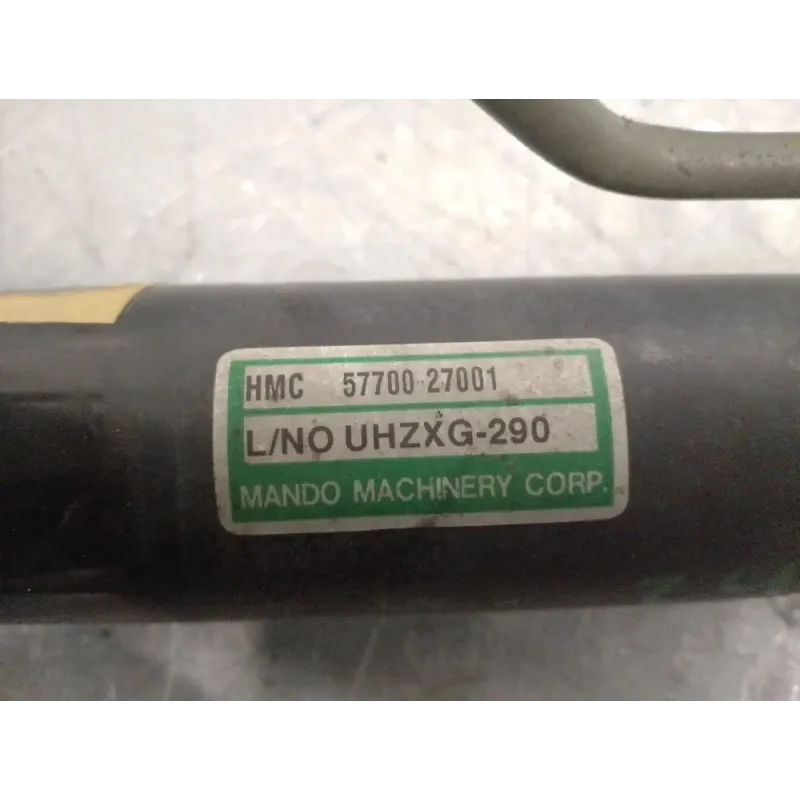 HMC 57700 27001
L/NO UHZXG-290
MANDO MACHINERY CORP.